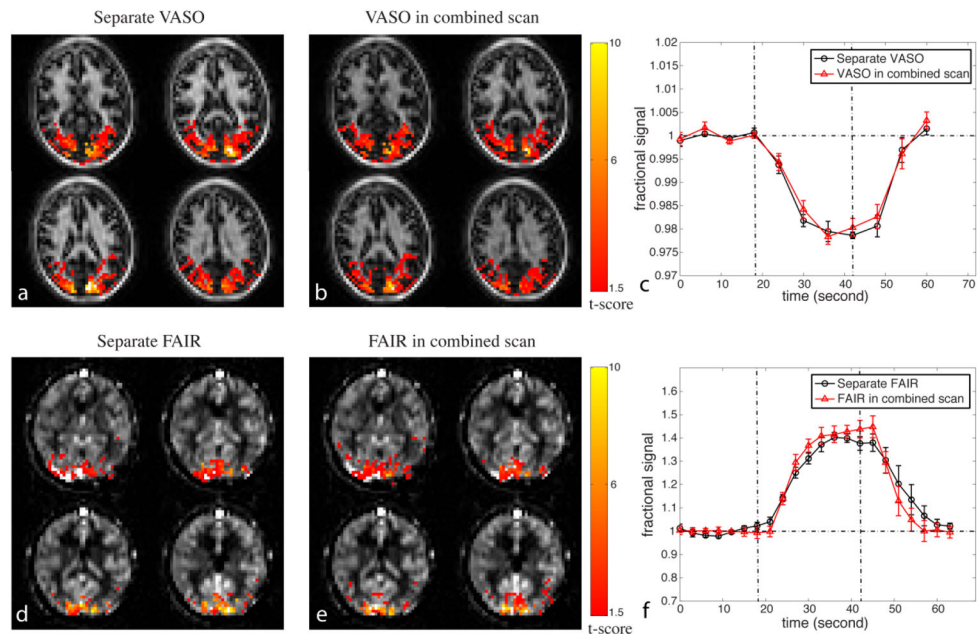 Separate VASO
VASO in combined scan
a
b
10
6
1.5
t-score
c
1.02
1.015
1.01
1.005
1
0.995
0.99
0.985
0.98
0.975
0.97
fractional signal
Separate VASO
VASO in combined scan
0 10 20 30 40 50 60 70
time (second)
Separate FAIR
FAIR in combined scan
d
e
10
6
1.5
t-score
f
1.6
1.5
1.4
1.3
1.2
1.1
1
0.9
0.8
0.7
fractional signal
Separate FAIR
FAIR in combined scan
0 10 20 30 40 50 60
time (second)